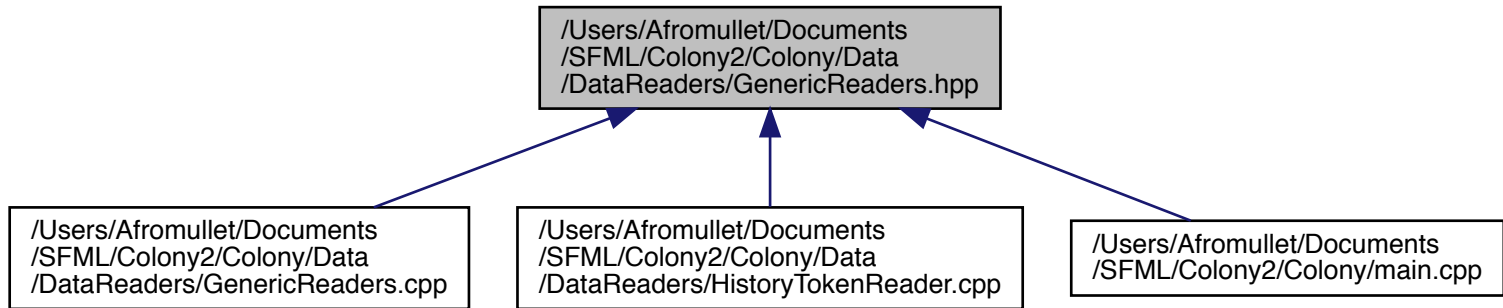 /Users/Afromullet/Documents
/SFML/Colony2/Colony/Data
/DataReaders/GenericReaders.hpp
/Users/Afromullet/Documents
/SFML/Colony2/Colony/Data
/DataReaders/GenericReaders.cpp
/Users/Afromullet/Documents
/SFML/Colony2/Colony/Data
/DataReaders/HistoryTokenReader.cpp
/Users/Afromullet/Documents
/SFML/Colony2/Colony/main.cpp